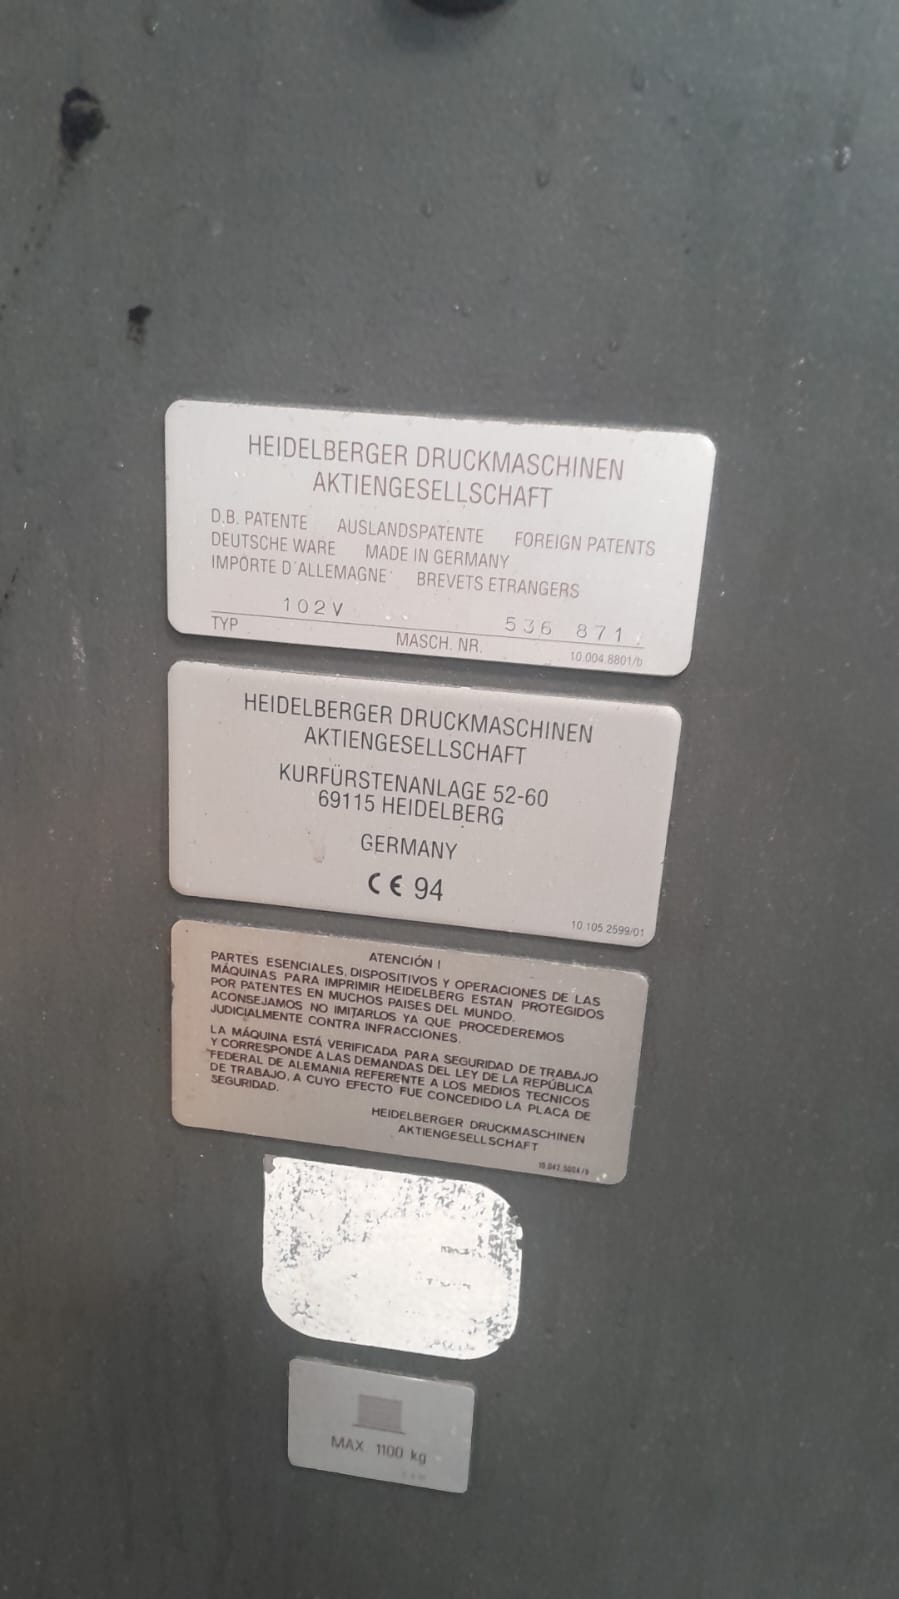 HEIDELBERGER DRUCKMASCHINEN
AKTIENGESELLSCHAFT
D.B. PATENTE AUSLANDSPATENTE FOREIGN PATENTS
DEUTSCHE WARE MADE IN GERMANY
IMPORTE D'ALLEMAGNE BREVETS ETRANGERS
102V 536 871
TYP MASCH. NR. 10.004.8801/b
HEIDELBERGER DRUCKMASCHINEN
AKTIENGESELLSCHAFT
KURFÜRSTENANLAGE 52-60
69115 HEIDELBERG
GERMANY
CE 94
10.105.2599/01
ATENCIÓN !
PARTES ESENCIALES, DISPOSITIVOS Y OPERACIONES DE LAS
MÁQUINAS PARA IMPRIMIR HEIDELBERG ESTAN PROTEGIDOS
POR PATENTES EN MUCHOS PAISES DEL MUNDO.
ACONSEJAMOS NO IMITARLOS YA QUE PROCEDEREMOS
JUDICIALMENTE CONTRA INFRACCIONES.
LA MÁQUINA ESTÁ VERIFICADA PARA SEGURIDAD DE TRABAJO
Y CORRESPONDE A LAS DEMANDAS DEL LEY DE LA REPÚBLICA
FEDERAL DE ALEMANIA REFERENTE A LOS MEDIOS TECNICOS
DE TRABAJO, A CUYO EFECTO FUE CONCEDIDO LA PLACA DE
SEGURIDAD.
HEIDELBERGER DRUCKMASCHINEN
AKTIENGESELLSCHAFT
MAX 1100 kg